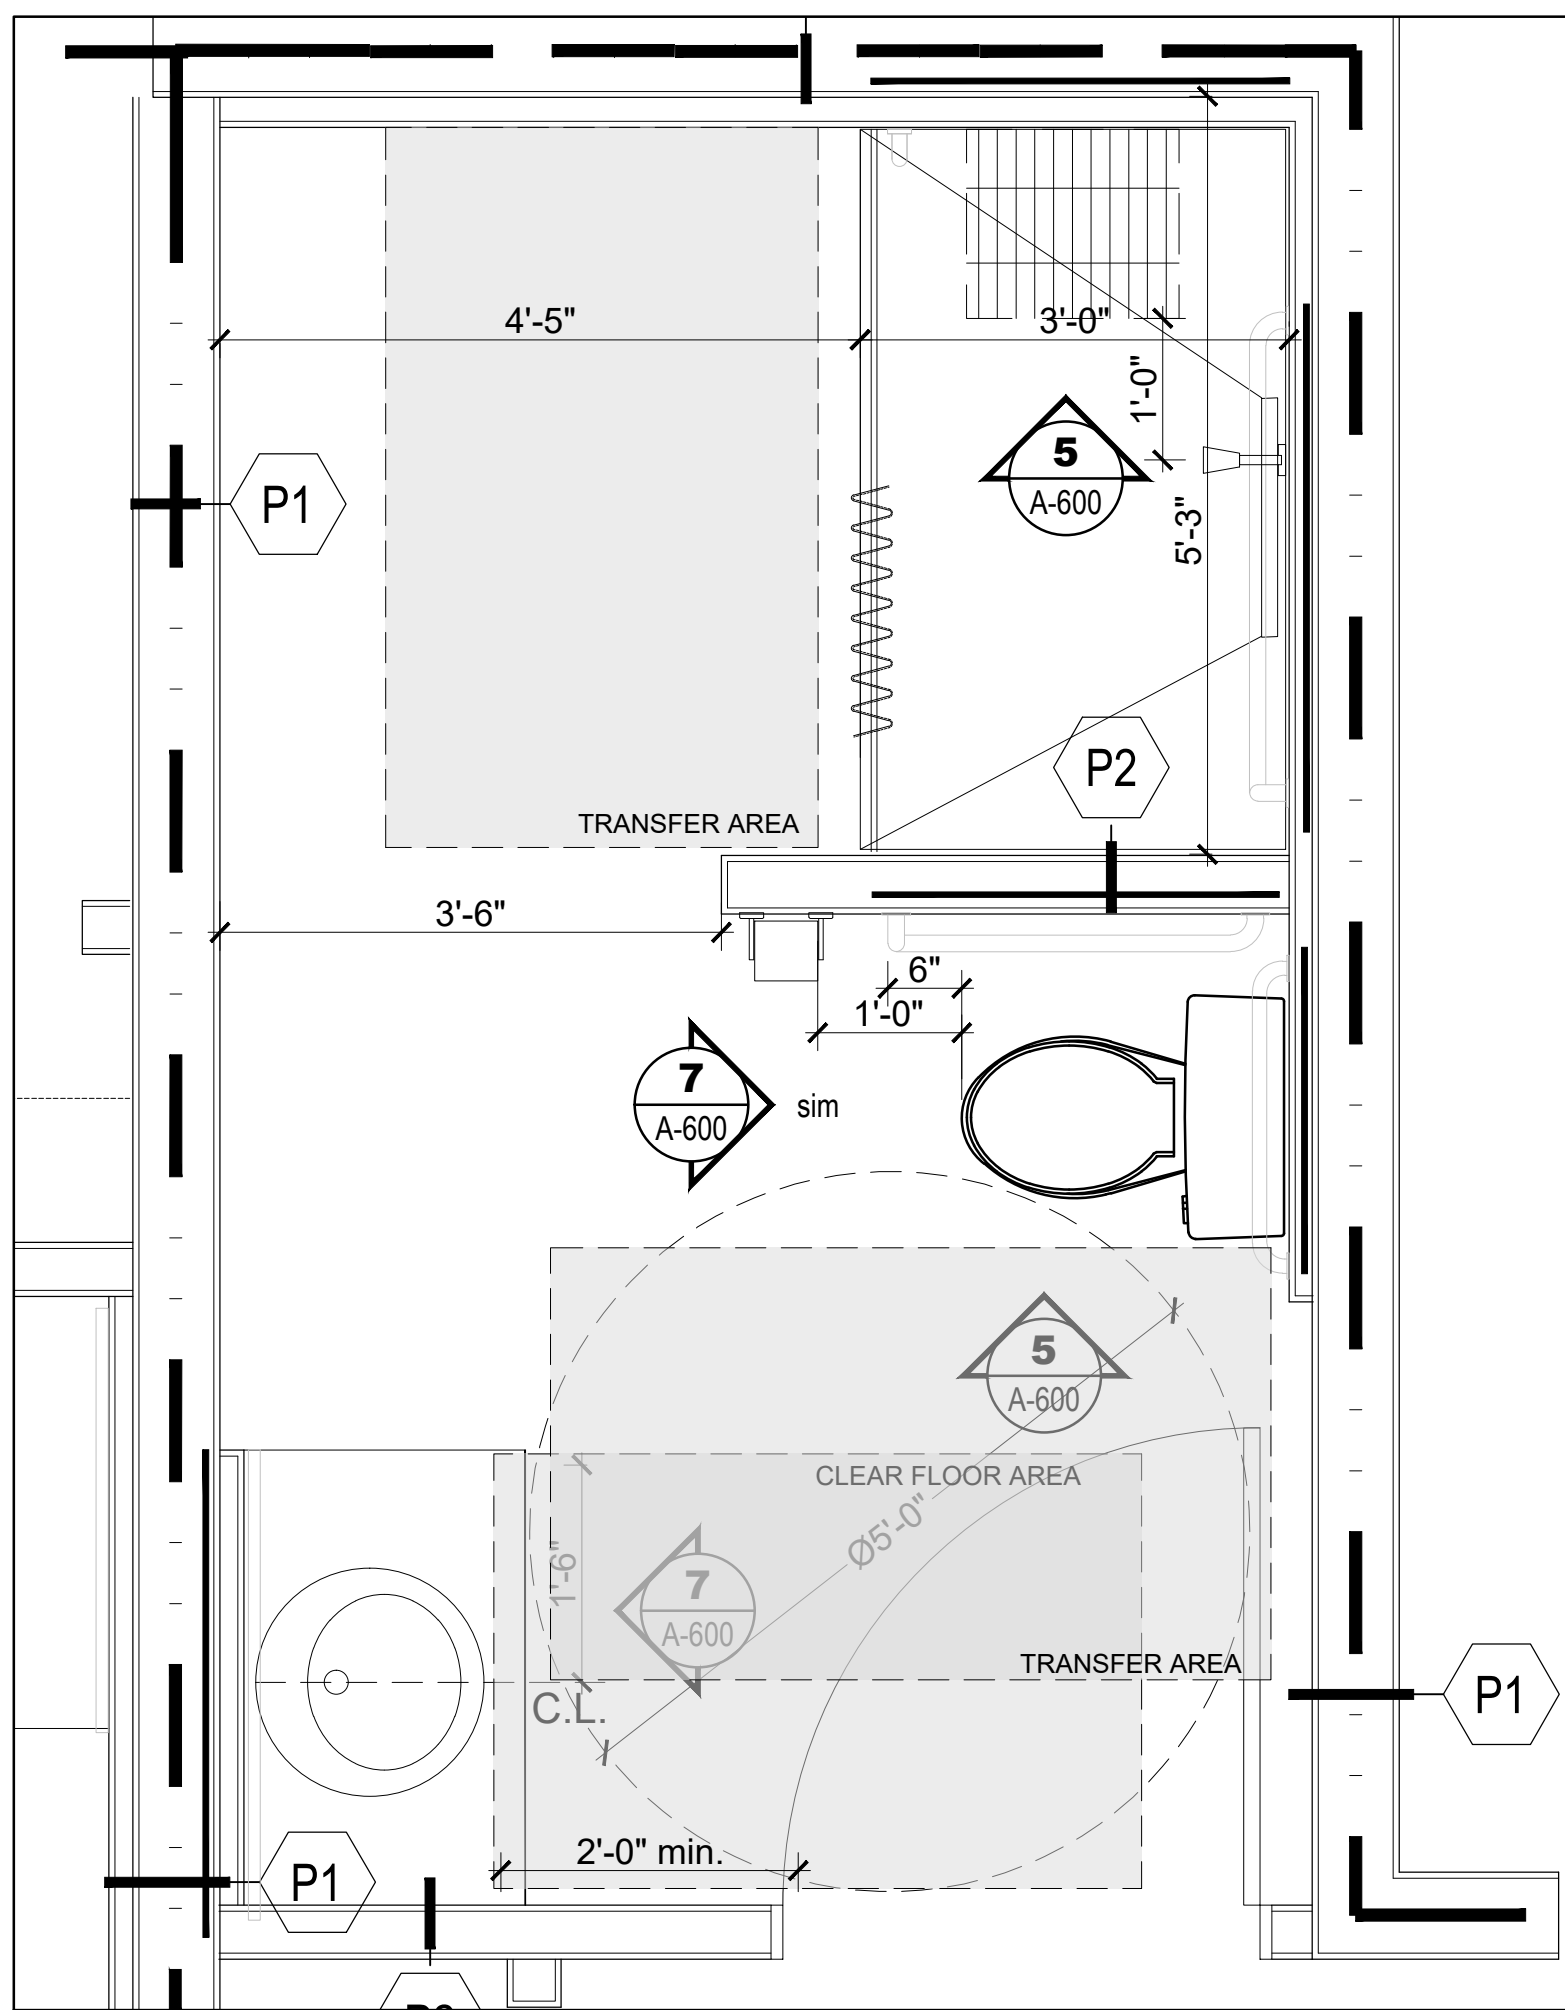 4'-5"
3'-0"
1'-0"
5
A-600
P1
5'-3"
P2
TRANSFER AREA
3'-6"
6"
1'-0"
7
A-600
sim
5
A-600
CLEAR FLOOR AREA
Ø5'-0"
1'-6"
7
A-600
TRANSFER AREA
C.L.
P1
2'-0" min.
P1